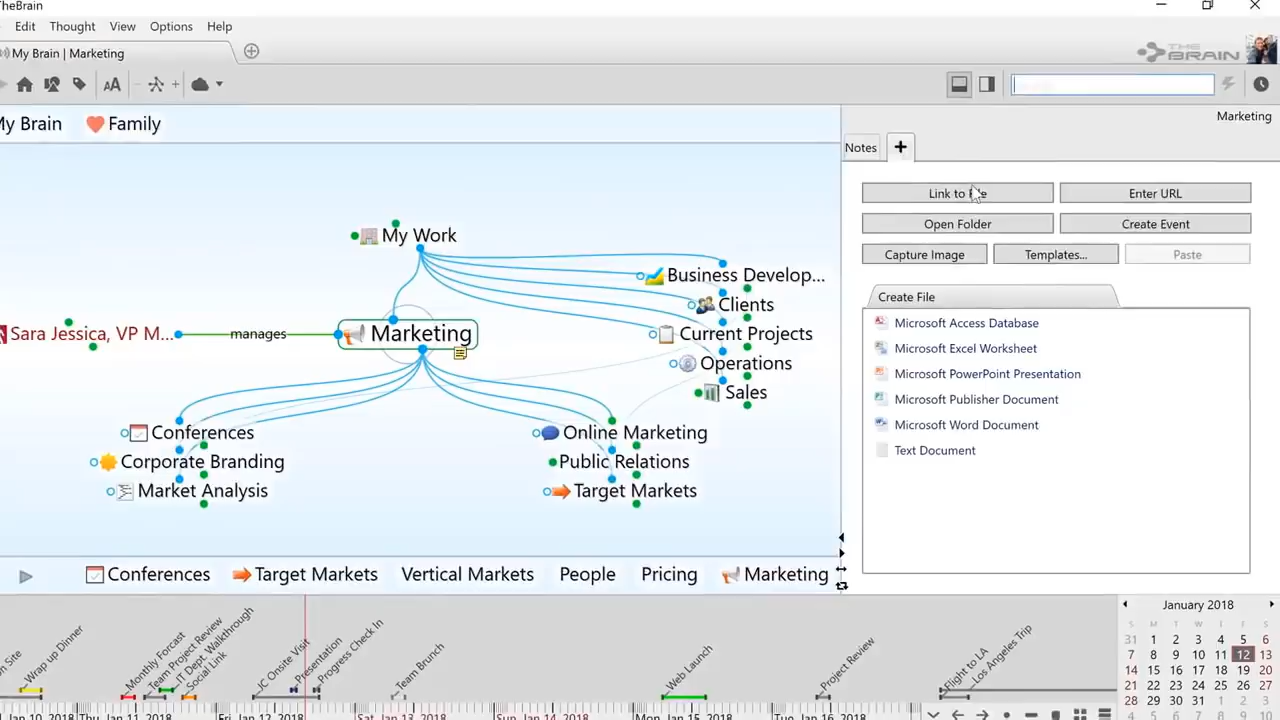 TheBrain
Edit Thought View Options Help
My Brain | Marketing
THE BRAIN
AA
My Brain Family
Marketing
Notes +
Link to File Enter URL
Open Folder Create Event
Capture Image Templates... Paste
Create File
Microsoft Access Database
Microsoft Excel Worksheet
Microsoft PowerPoint Presentation
Microsoft Publisher Document
Microsoft Word Document
Text Document
My Work
Business Develop...
Clients
Sara Jessica, VP M... manages Marketing Current Projects
Operations
Sales
Conferences Online Marketing
Corporate Branding Public Relations
Market Analysis Target Markets
Conferences Target Markets Vertical Markets People Pricing Marketing
on Site
Wrap up Dinner
Monthly Forcast
Team Project Review
IT Dept. Walkthrough
Social Link
JC Onsite Visit
Presentation
Progress Check In
Team Brunch
Web Launch
Project Review
Flight to LA
Los Angeles Trip
Jan 10, 2018 Thu, Jan 11, 2018 Fri, Jan 12, 2018 Sat, Jan 13, 2018 Sun, Jan 14, 2018 Mon, Jan 15, 2018 Tue, Jan 16, 2018
January 2018
S M T W T F S
31 1 2 3 4 5 6
7 8 9 10 11 12 13
14 15 16 17 18 19 20
21 22 23 24 25 26 27
28 29 30 31